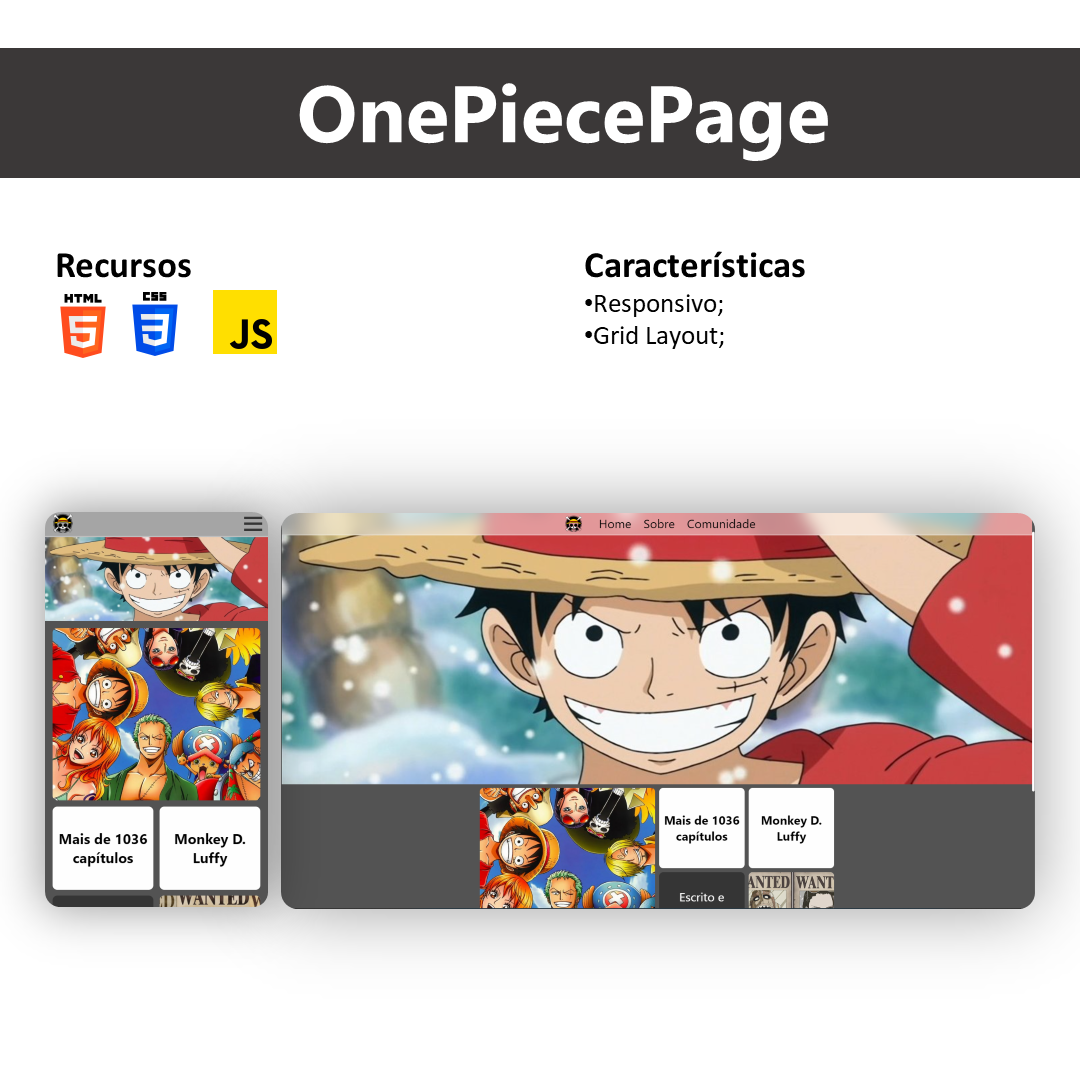 OnePiecePage
Recursos
HTML
CSS
5
3
JS
Características
•Responsivo;
•Grid Layout;
Mais de 1036
capítulos
Monkey D.
Luffy
WANTED
Home Sobre Comunidade
Mais de 1036
capítulos
Monkey D.
Luffy
Escrito e
ANTED WANT